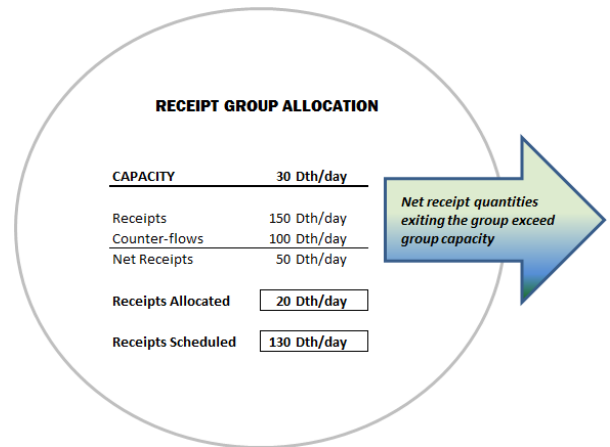 RECEIPT GROUP ALLOCATION
CAPACITY 30 Dth/day
Receipts 150 Dth/day
Counter-flows 100 Dth/day
Net Receipts 50 Dth/day
Receipts Allocated 20 Dth/day
Receipts Scheduled 130 Dth/day
Net receipt quantities
exiting the group exceed
group capacity